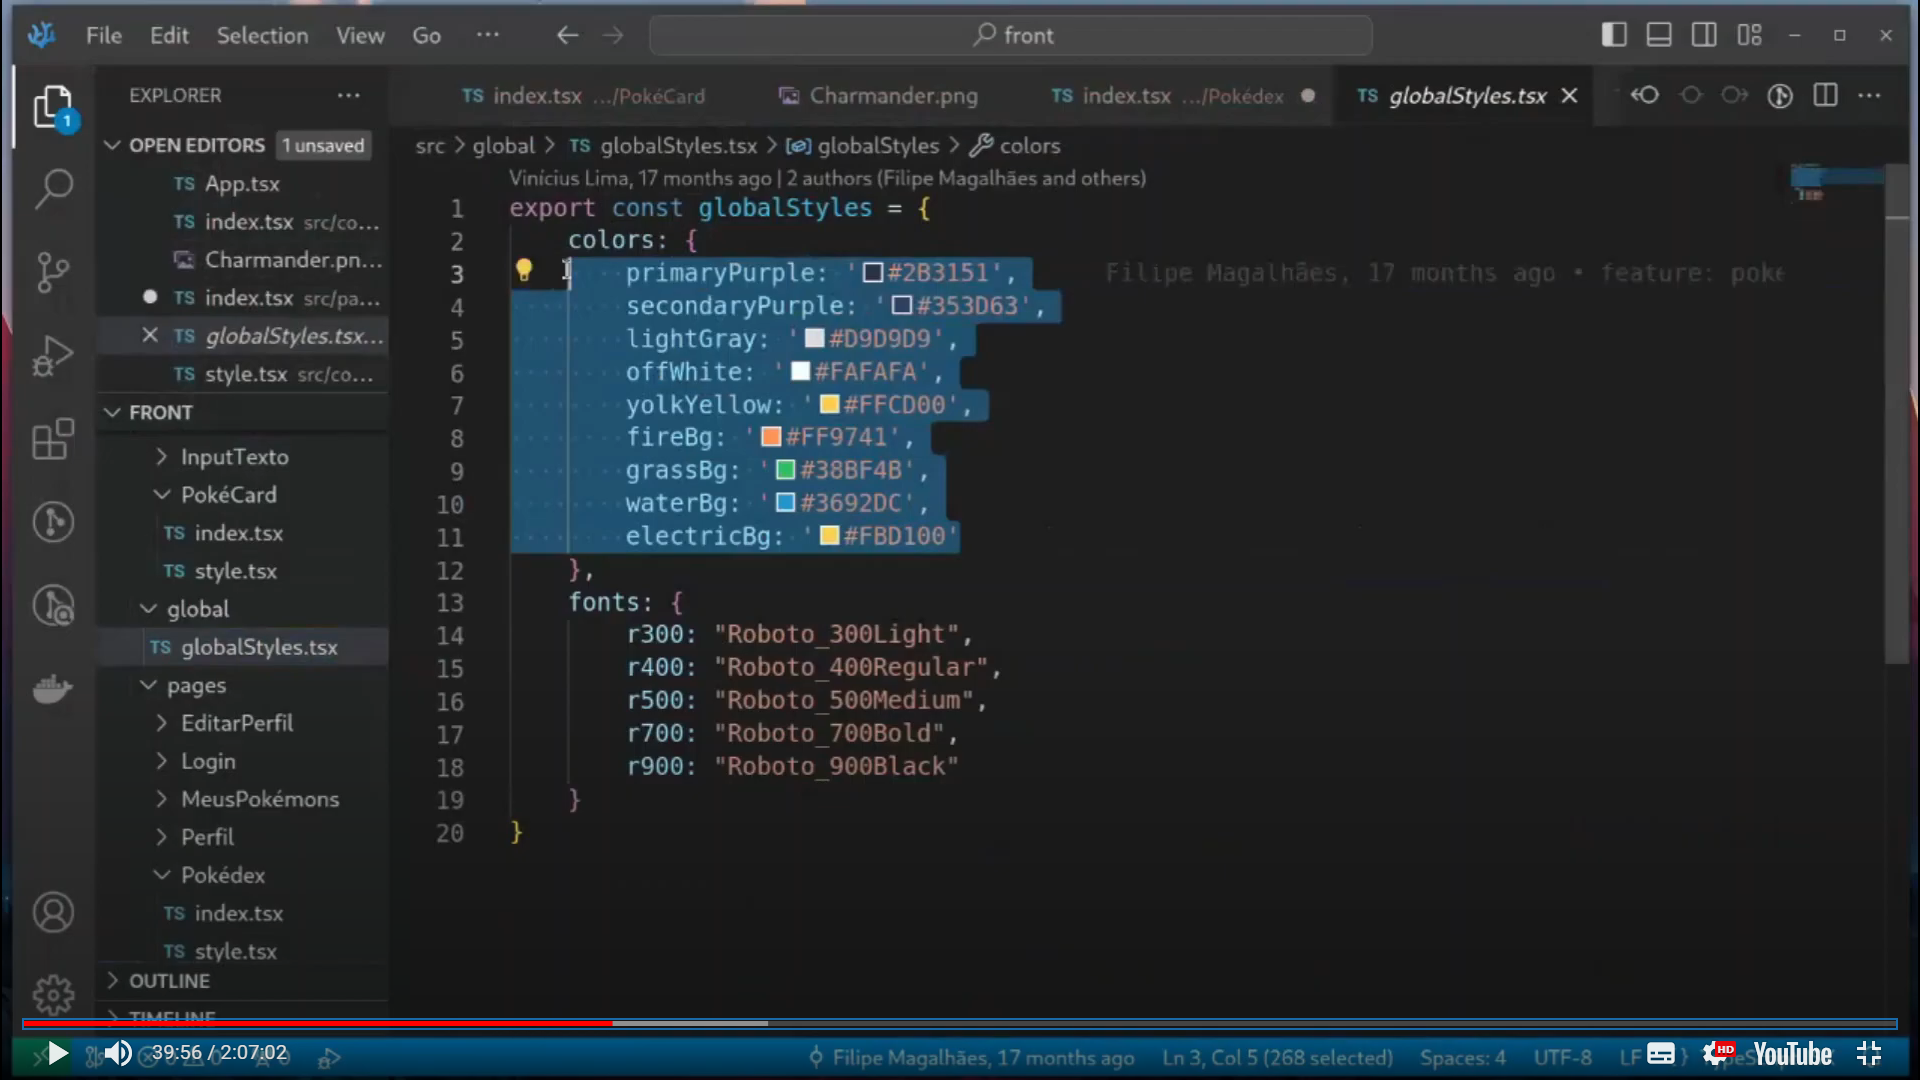 File Edit Selection View Go ··· front
EXPLORER ···
OPEN EDITORS 1 unsaved
TS App.tsx
TS index.tsx src/co...
Charmander.pn...
TS index.tsx src/pa...
TS globalStyles.tsx...
TS style.tsx src/co...
FRONT
InputTexto
PokéCard
TS index.tsx
TS style.tsx
global
TS globalStyles.tsx
pages
EditarPerfil
Login
MeusPokémons
Perfil
Pokédex
TS index.tsx
TS style.tsx
OUTLINE
TIMELINE
1
TS index.tsx .../PokéCard Charmander.png TS index.tsx .../Pokédex TS globalStyles.tsx
src > global > TS globalStyles.tsx > globalStyles > colors
Vinícius Lima, 17 months ago | 2 authors (Filipe Magalhães and others)
1 export const globalStyles = {
2 colors: {
3 primaryPurple: '#2B3151', Filipe Magalhães, 17 months ago • feature: poke
4 secondaryPurple: '#353D63',
5 lightGray: '#D9D9D9',
6 offWhite: '#FAFAFA',
7 yolkYellow: '#FFCD00',
8 fireBg: '#FF9741',
9 grassBg: '#38BF4B',
10 waterBg: '#3692DC',
11 electricBg: '#FBD100'
12 },
13 fonts: {
14 r300: "Roboto_300Light",
15 r400: "Roboto_400Regular",
16 r500: "Roboto_500Medium",
17 r700: "Roboto_700Bold",
18 r900: "Roboto_900Black"
19 }
20 }
39:56 / 2:07:02 Filipe Magalhães, 17 months ago Ln 3, Col 5 (268 selected) Spaces: 4 UTF-8 LF HD YouTube